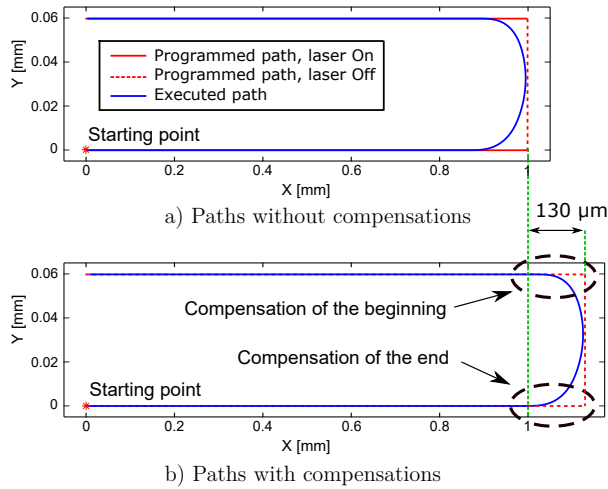 0.06
0.04
0.02
0
Y [mm]
Programmed path, laser On
Programmed path, laser Off
Executed path
Starting point
0 0.2 0.4 0.6 0.8 1
X [mm]
a) Paths without compensations
130 µm
0.06
0.04
0.02
0
Y [mm]
Compensation of the beginning
Compensation of the end
Starting point
0 0.2 0.4 0.6 0.8 1
X [mm]
b) Paths with compensations